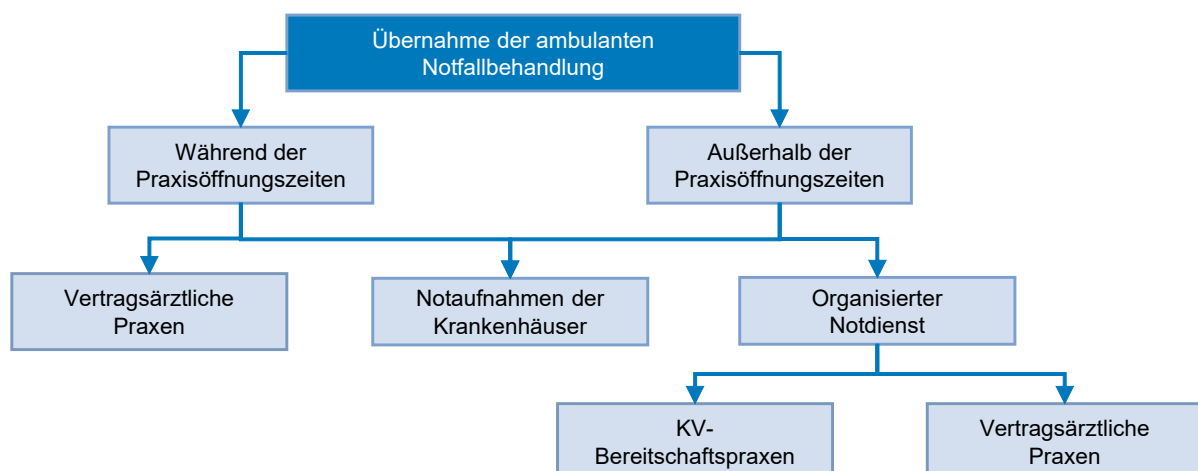 Übernahme der ambulanten
Notfallbehandlung
Während der
Praxisöffnungszeiten
Außerhalb der
Praxisöffnungszeiten
Vertragsärztliche
Praxen
Notaufnahmen der
Krankenhäuser
Organisierter
Notdienst
KV-
Bereitschaftspraxen
Vertragsärztliche
Praxen